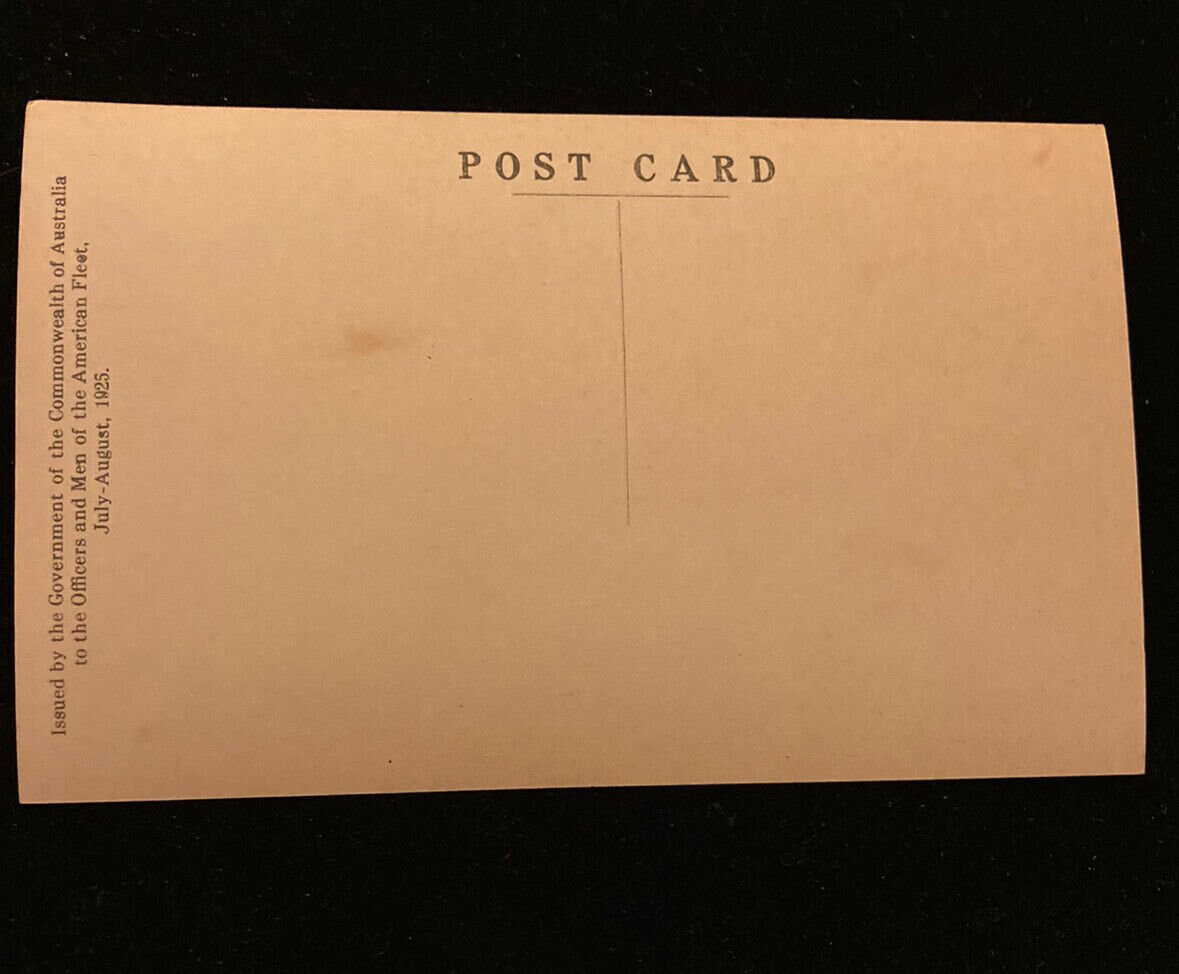 POST CARD
Issued by the Government of the Commonwealth of Australia
to the Officers and Men of the American Fleet,
July-August, 1925.